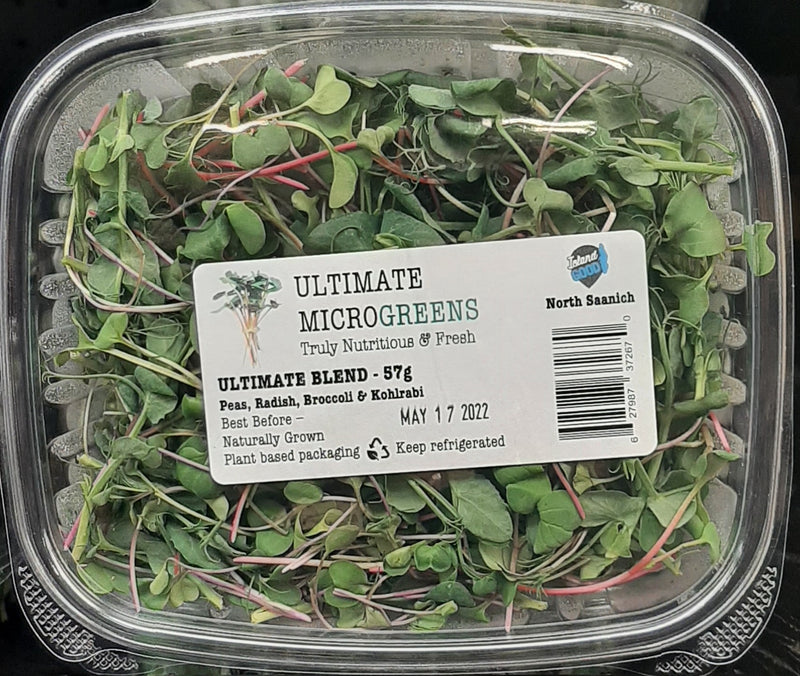 ULTIMATE
MICROGREENS
Truly Nutritious & Fresh
Island
GOOD
North Saanich
ULTIMATE BLEND - 57g
Peas, Radish, Broccoli & Kohlrabi
Best Before – MAY 17 2022
Naturally Grown
Plant based packaging Keep refrigerated
6 27987 37267 0